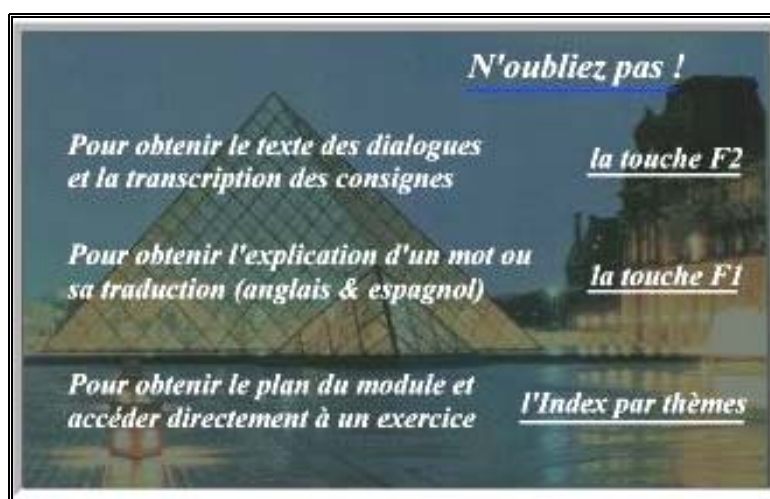 N'oubliez pas !
Pour obtenir le texte des dialogues
et la transcription des consignes
la touche F2
Pour obtenir l'explication d'un mot ou
sa traduction (anglais & espagnol)
la touche F1
Pour obtenir le plan du module et
accéder directement à un exercice
l'Index par thèmes